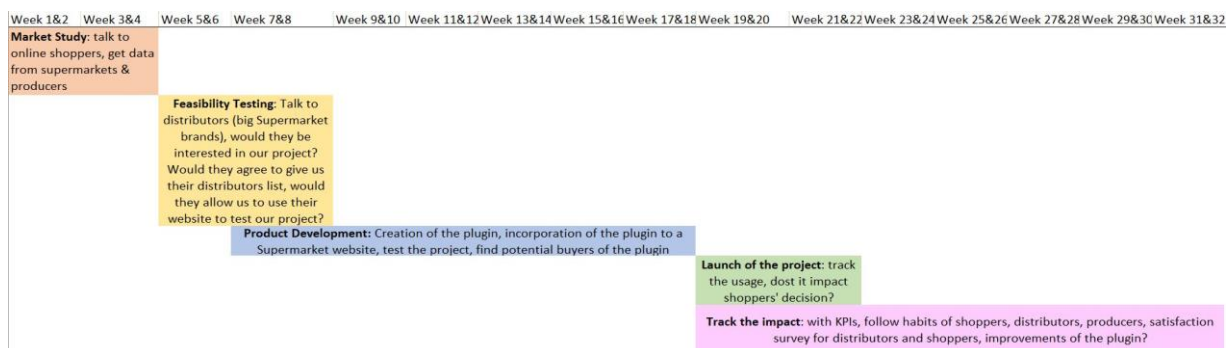 Week 1&2 Week 3&4 Week 5&6 Week 7&8 Week 9&10 Week 11&12 Week 13&14 Week 15&16 Week 17&18 Week 19&20 Week 21&22 Week 23&24 Week 25&26 Week 27&28 Week 29&30 Week 31&32
Market Study: talk to
online shoppers, get data
from supermarkets &
producers
Feasibility Testing: Talk to
distributors (big Supermarket
brands), would they be
interested in our project?
Would they agree to give us
their distributors list, would
they allow us to use their
website to test our project?
Product Development: Creation of the plugin, incorporation of the plugin to a
Supermarket website, test the project, find potential buyers of the plugin
Launch of the project: track
the usage, dost it impact
shoppers' decision?
Track the impact: with KPIs, follow habits of shoppers, distributors, producers, satisfaction
survey for distributors and shoppers, improvements of the plugin?